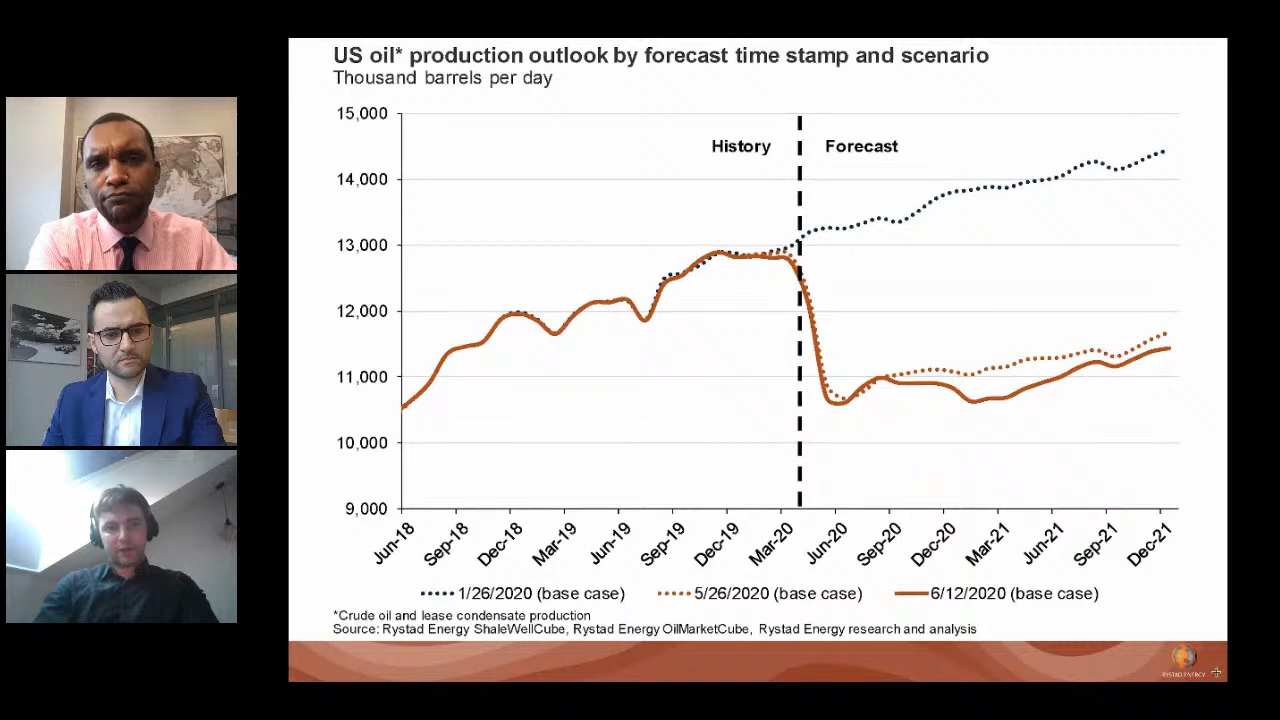 US oil* production outlook by forecast time stamp and scenario
Thousand barrels per day
15,000
History
Forecast
14,000
13,000
12,000
11,000
10,000
9,000
Jun-18 Sep-18 Dec-18 Mar-19 Jun-19 Sep-19 Dec-19 Mar-20 Jun-20 Sep-20 Dec-20 Mar-21 Jun-21 Sep-21 Dec-21
1/26/2020 (base case) 5/26/2020 (base case) 6/12/2020 (base case)
*Crude oil and lease condensate production
Source: Rystad Energy ShaleWellCube, Rystad Energy OilMarketCube, Rystad Energy research and analysis
RYSTAD ENERGY